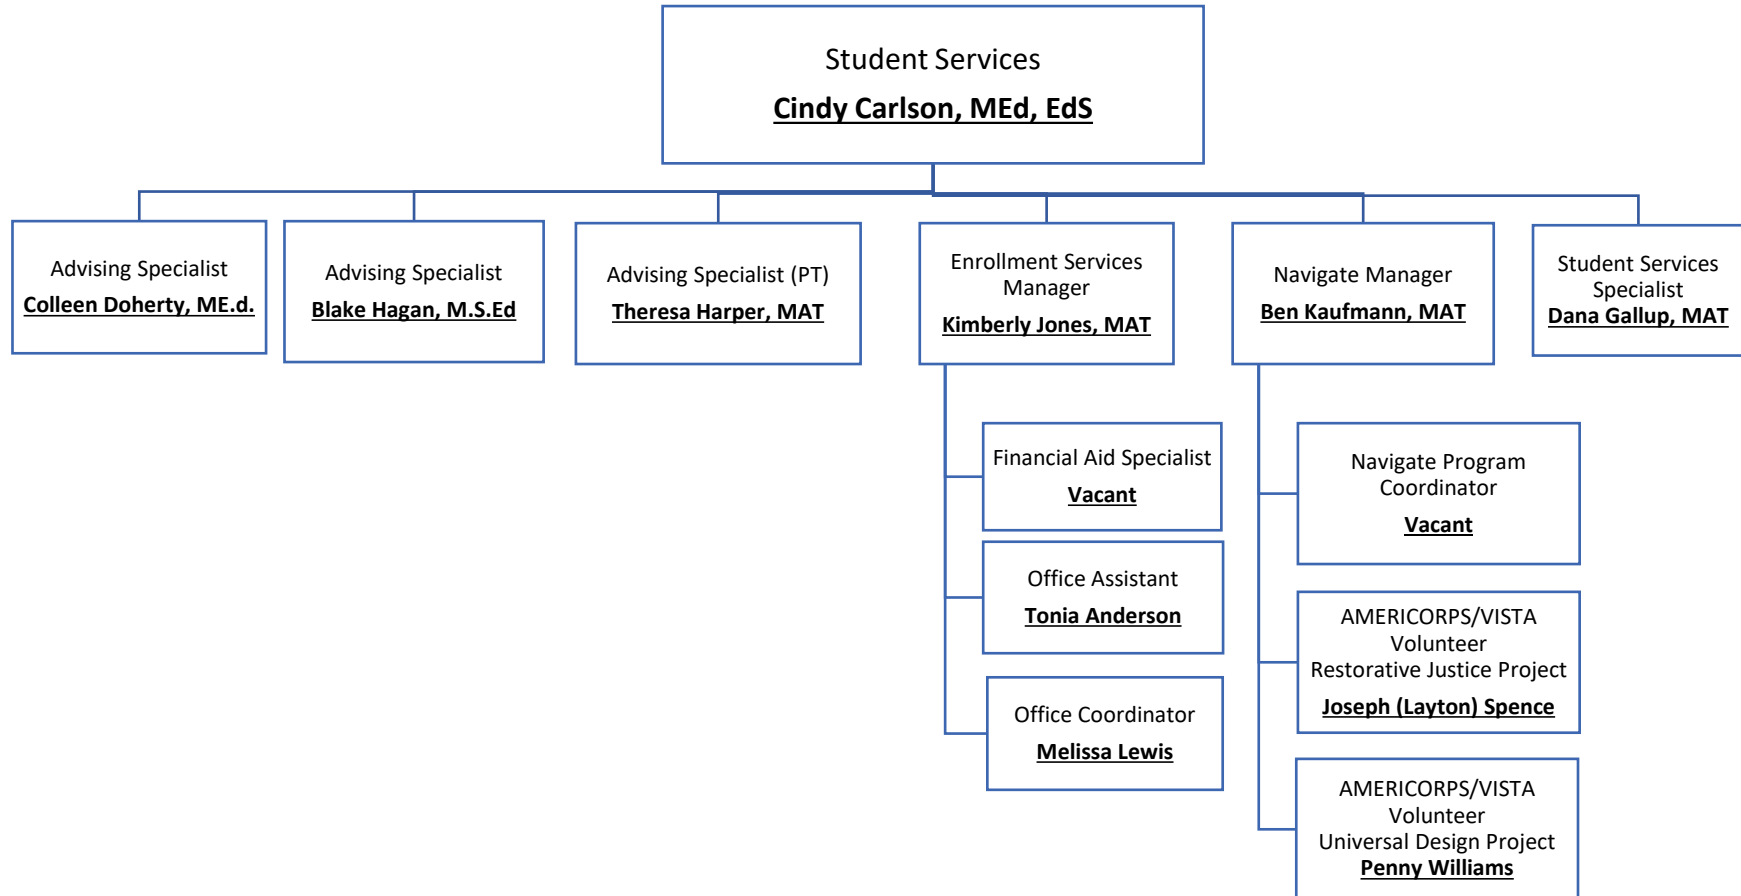 Student Services
Cindy Carlson, MEd, EdS
Advising Specialist
Colleen Doherty, ME.d.
Advising Specialist
Blake Hagan, M.S.Ed
Advising Specialist (PT)
Theresa Harper, MAT
Enrollment Services
Manager
Kimberly Jones, MAT
Navigate Manager
Ben Kaufmann, MAT
Student Services
Specialist
Dana Gallup, MAT
Financial Aid Specialist
Vacant
Office Assistant
Tonia Anderson
Office Coordinator
Melissa Lewis
Navigate Program
Coordinator
Vacant
AMERICORPS/VISTA
Volunteer
Restorative Justice Project
Joseph (Layton) Spence
AMERICORPS/VISTA
Volunteer
Universal Design Project
Penny Williams